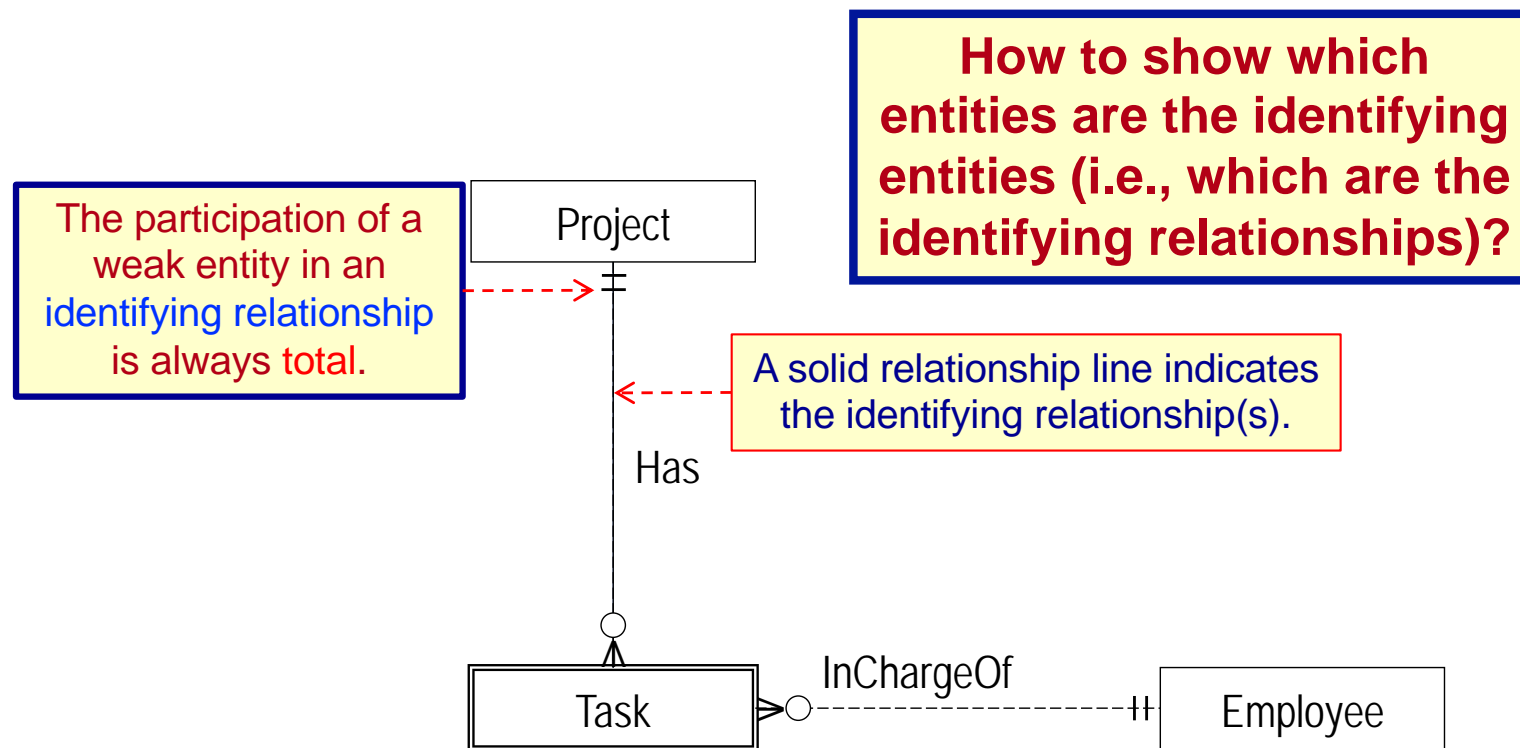 How to show which
entities are the identifying
entities (i.e., which are the
identifying relationships)?
The participation of a
weak entity in an
identifying relationship
is always total.
Project
A solid relationship line indicates
the identifying relationship(s).
Has
Task
InChargeOf
Employee